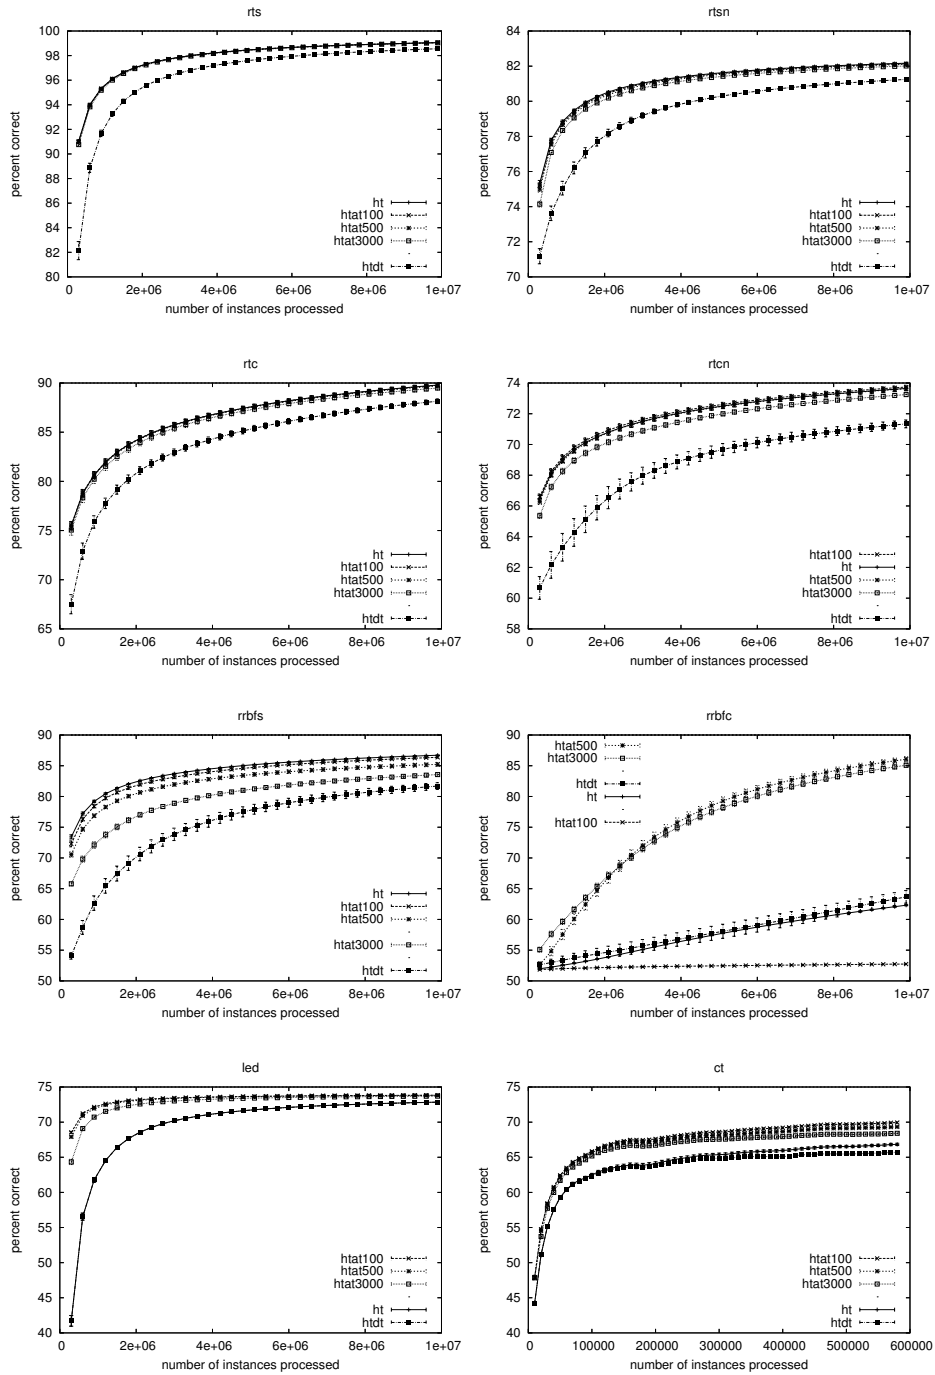 rts
percent correct
100
98
96
94
92
90
88
86
84
82
80
0 2e+06 4e+06 6e+06 8e+06 1e+07
number of instances processed
ht
htat100
htat500
htat3000
.
htdt
rtsn
percent correct
84
82
80
78
76
74
72
70
0 2e+06 4e+06 6e+06 8e+06 1e+07
number of instances processed
ht
htat100
htat500
htat3000
.
htdt
rtc
percent correct
90
85
80
75
70
65
0 2e+06 4e+06 6e+06 8e+06 1e+07
number of instances processed
ht
htat100
htat500
htat3000
.
htdt
rtcn
percent correct
74
72
70
68
66
64
62
60
58
0 2e+06 4e+06 6e+06 8e+06 1e+07
number of instances processed
htat100
ht
htat500
htat3000
.
htdt
rrbfs
percent correct
90
85
80
75
70
65
60
55
50
0 2e+06 4e+06 6e+06 8e+06 1e+07
number of instances processed
ht
htat100
htat500
.
htat3000
.
htdt
rrbfc
percent correct
90
85
80
75
70
65
60
55
50
0 2e+06 4e+06 6e+06 8e+06 1e+07
number of instances processed
htat500
htat3000
.
htdt
ht
.
htat100
led
percent correct
75
70
65
60
55
50
45
40
0 2e+06 4e+06 6e+06 8e+06 1e+07
number of instances processed
htat100
htat500
htat3000
.
ht
htdt
ct
percent correct
75
70
65
60
55
50
45
40
0 100000 200000 300000 400000 500000 600000
number of instances processed
htat100
htat500
htat3000
.
ht
htdt